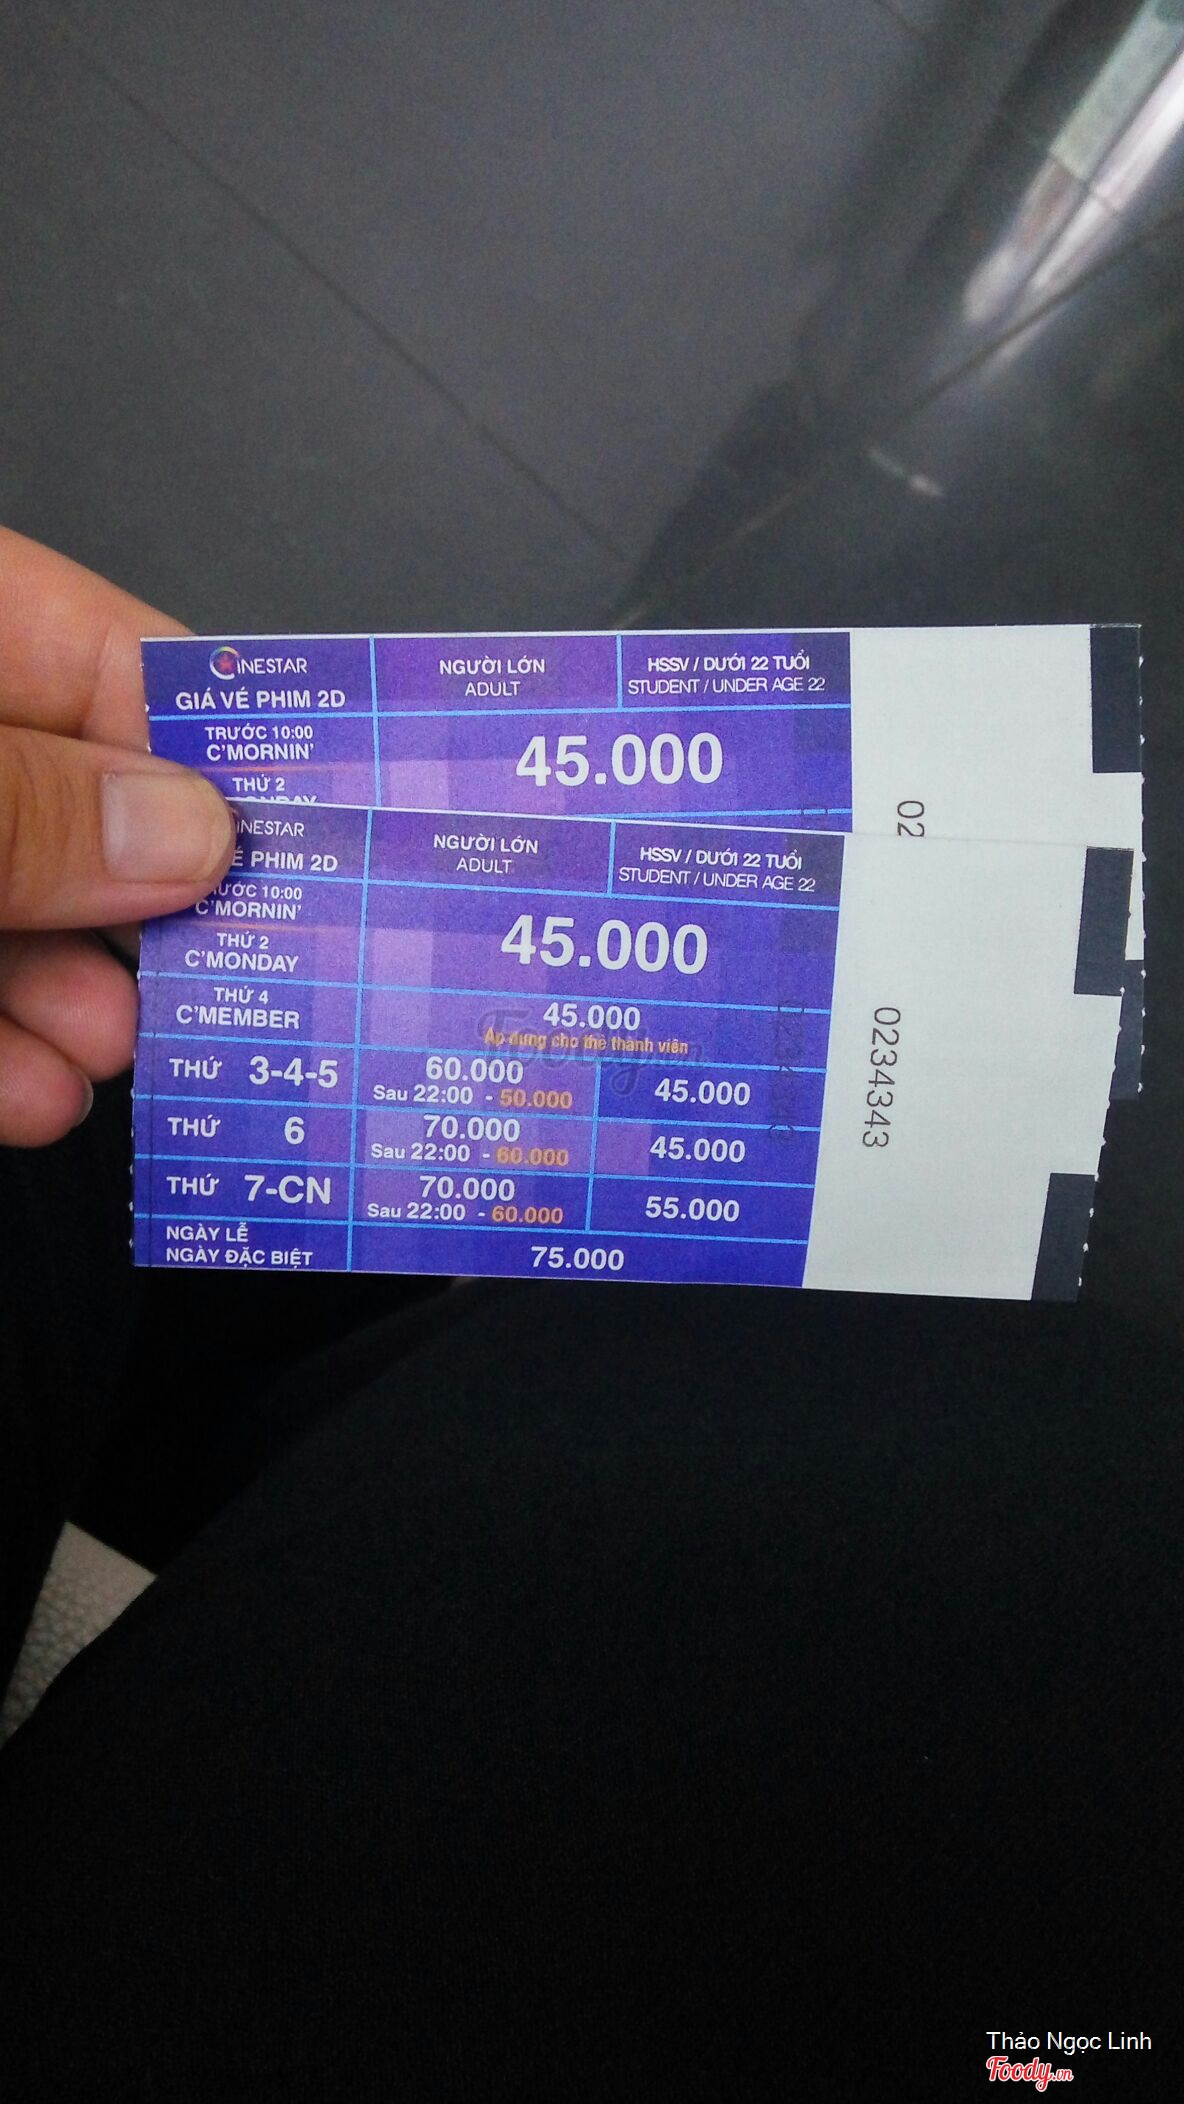 CINESTAR
GIÁ VÉ PHIM 2D
NGƯỜI LỚN
ADULT
HSSV / DƯỚI 22 TUỔI
STUDENT / UNDER AGE 22
TRƯỚC 10:00
C'MORNIN'
THỨ 2
45.000
02
INESTAR
É PHIM 2D
NGƯỜI LỚN
ADULT
HSSV / DƯỚI 22 TUỔI
STUDENT / UNDER AGE 22
ƯỚC 10:00
C'MORNIN'
THỨ 2
C'MONDAY
45.000
THỨ 4
C'MEMBER
45.000
Áp dụng cho thẻ thành viên
THỨ 3-4-5
60.000
Sau 22:00 - 50.000
45.000
THỨ 6
70.000
Sau 22:00 - 60.000
45.000
THỨ 7-CN
70.000
Sau 22:00 - 60.000
55.000
NGÀY LỄ
NGÀY ĐẶC BIỆT
75.000
0234343
Thảo Ngọc Linh
Foody.vn